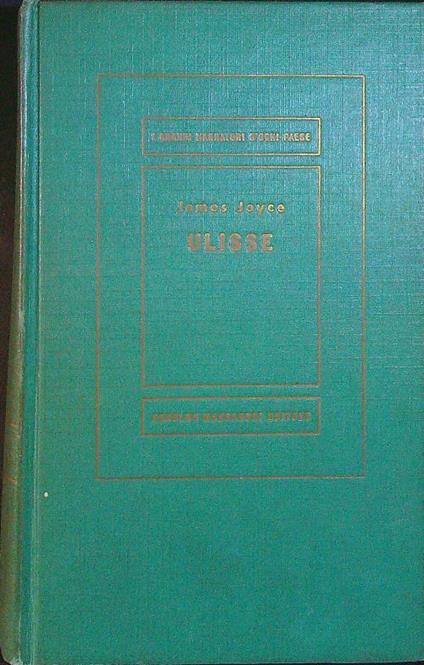 I GRANDI NARRATORI D'OGNI PAESE
James Joyce
ULISSE
ARNOLDO MONDADORI EDITORE